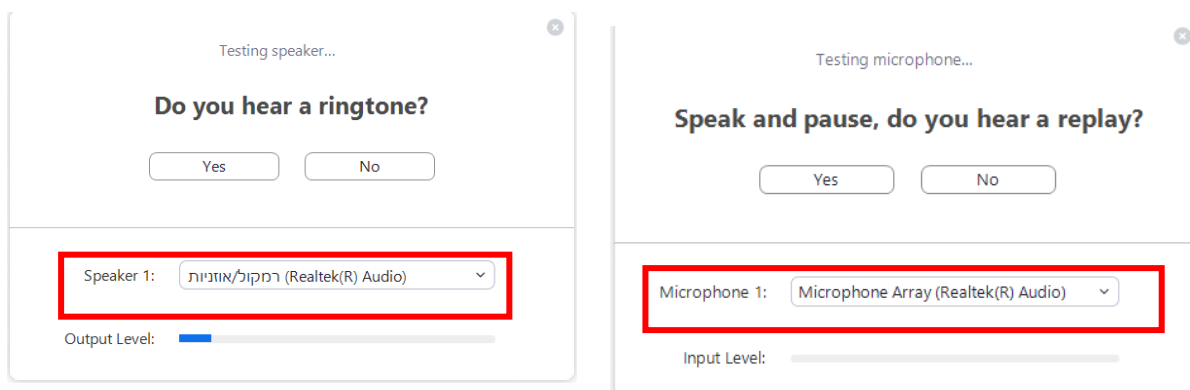 Testing speaker...
Do you hear a ringtone?
Yes
No
Speaker 1:
רמקול/אוזניות (Realtek(R) Audio)
Output Level:
Testing microphone...
Speak and pause, do you hear a replay?
Yes
No
Microphone 1:
Microphone Array (Realtek(R) Audio)
Input Level: